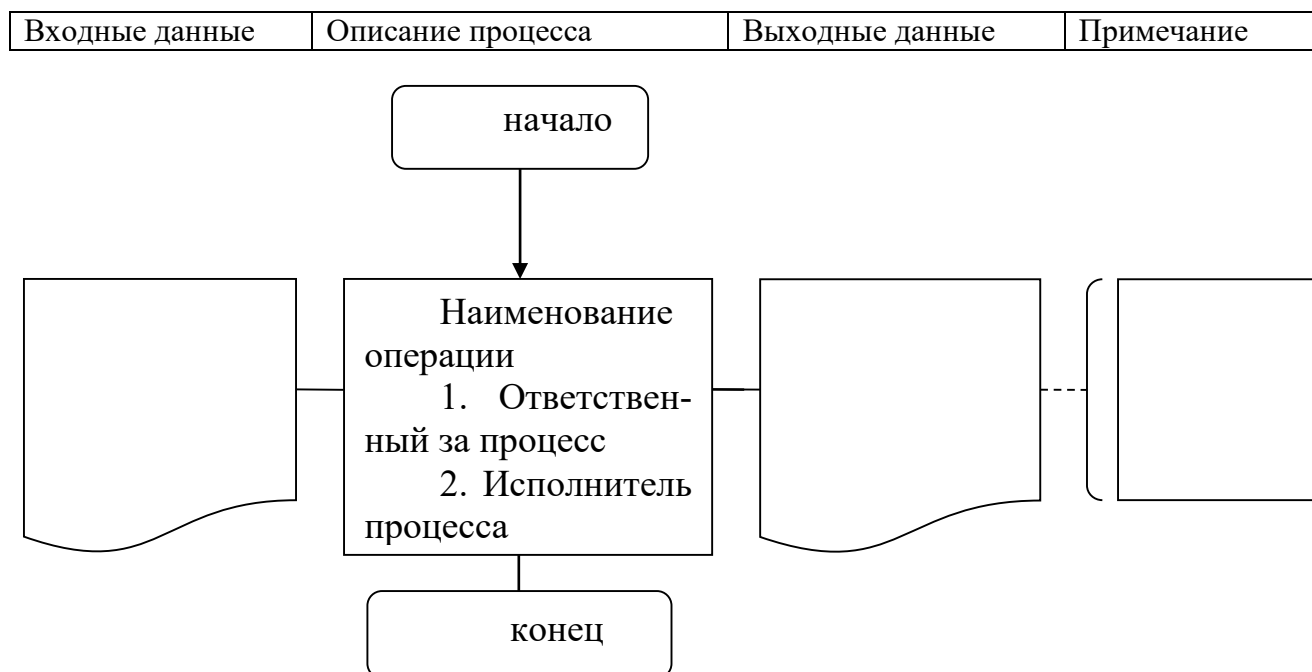 Входные данные Описание процесса Выходные данные Примечание
начало
Наименование
операции
1. Ответствен-
ный за процесс
2. Исполнитель
процесса
конец